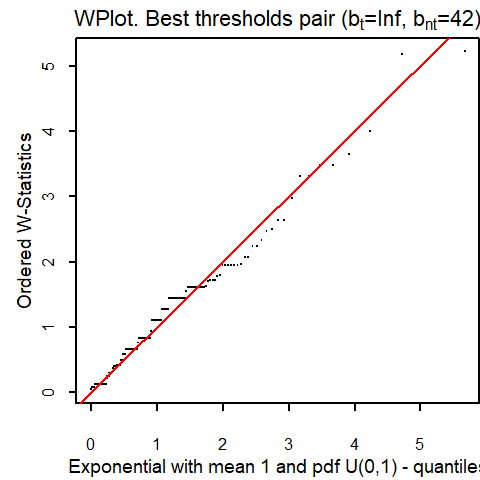 WPlot. Best thresholds pair (bt=Inf, bnt=42)
Ordered W-Statistics
5
4
3
2
1
0
0 1 2 3 4 5
Exponential with mean 1 and pdf U(0,1) - quantiles